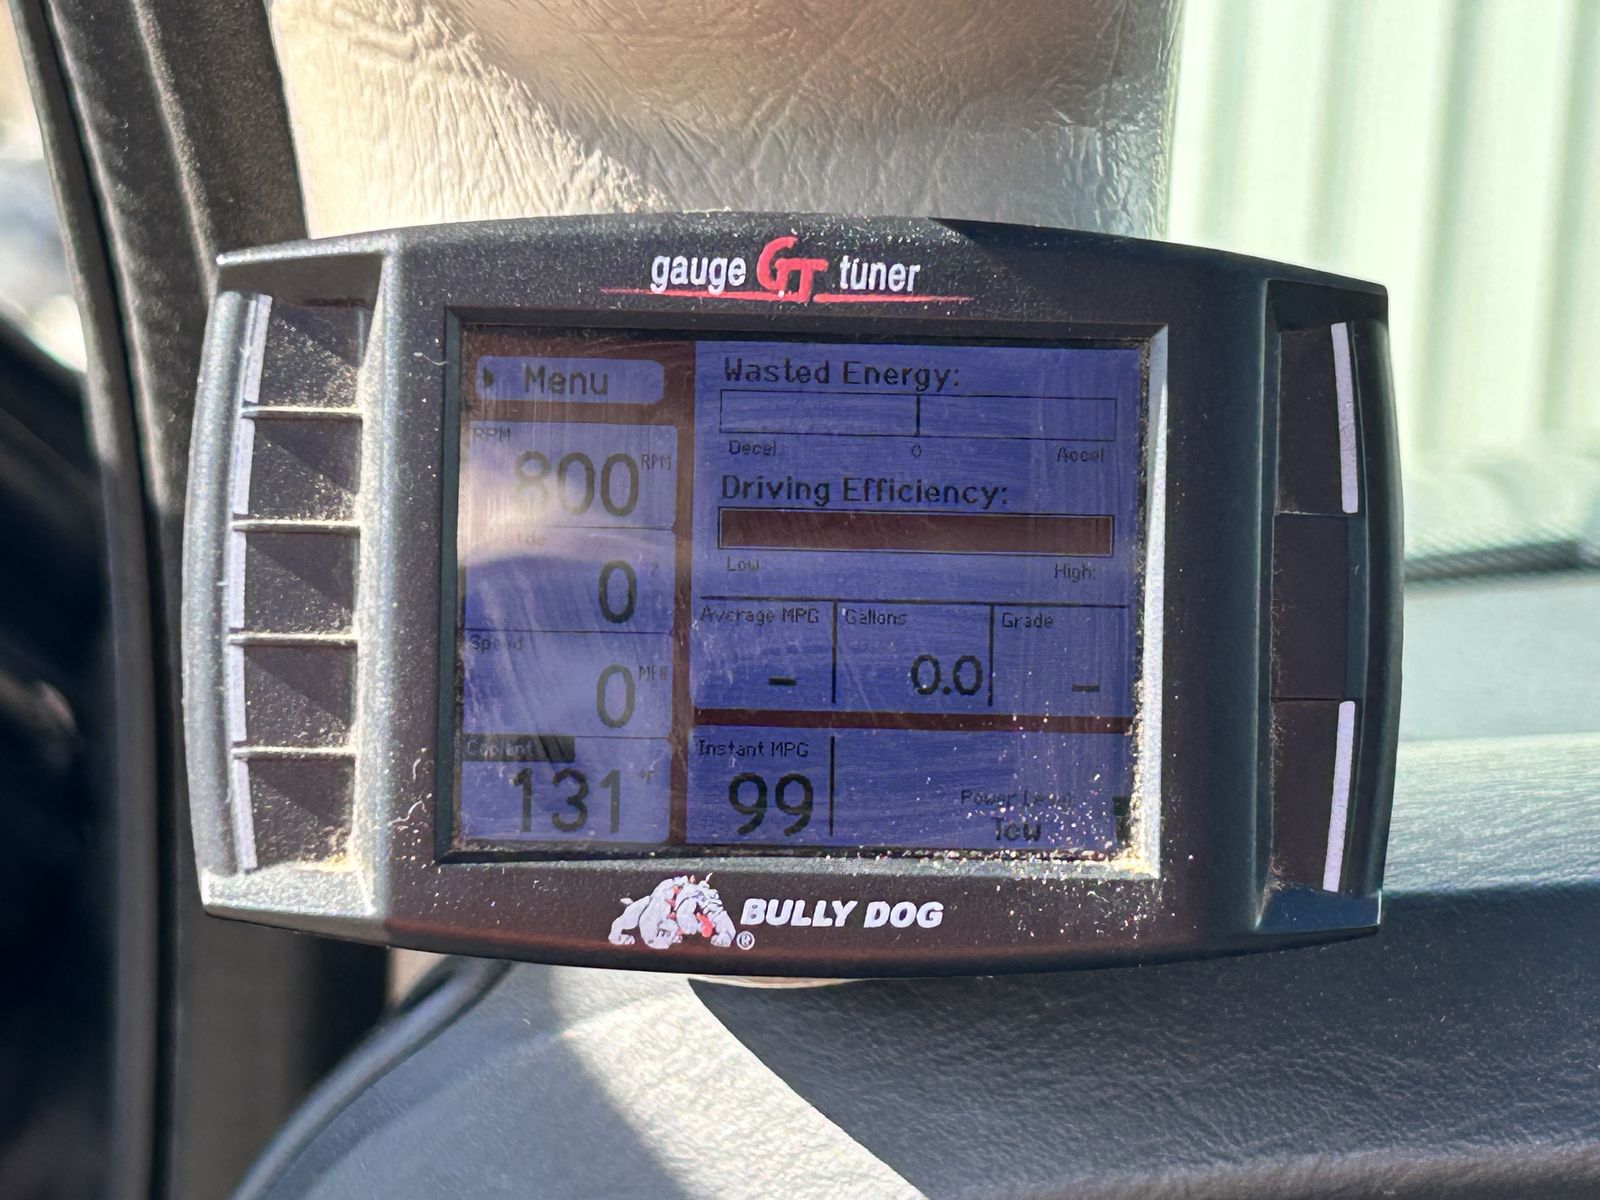 gauge GT tuner
Menu
RPM
800 RPM
0
Speed
0 MPH
Coolant
131 °F
Wasted Energy:
Decel 0 Accel
Driving Efficiency:
Low High
Average MPG Gallons Grade
- 0.0 -
Instant MPG
99
Power Level
Tow
BULLY DOG®